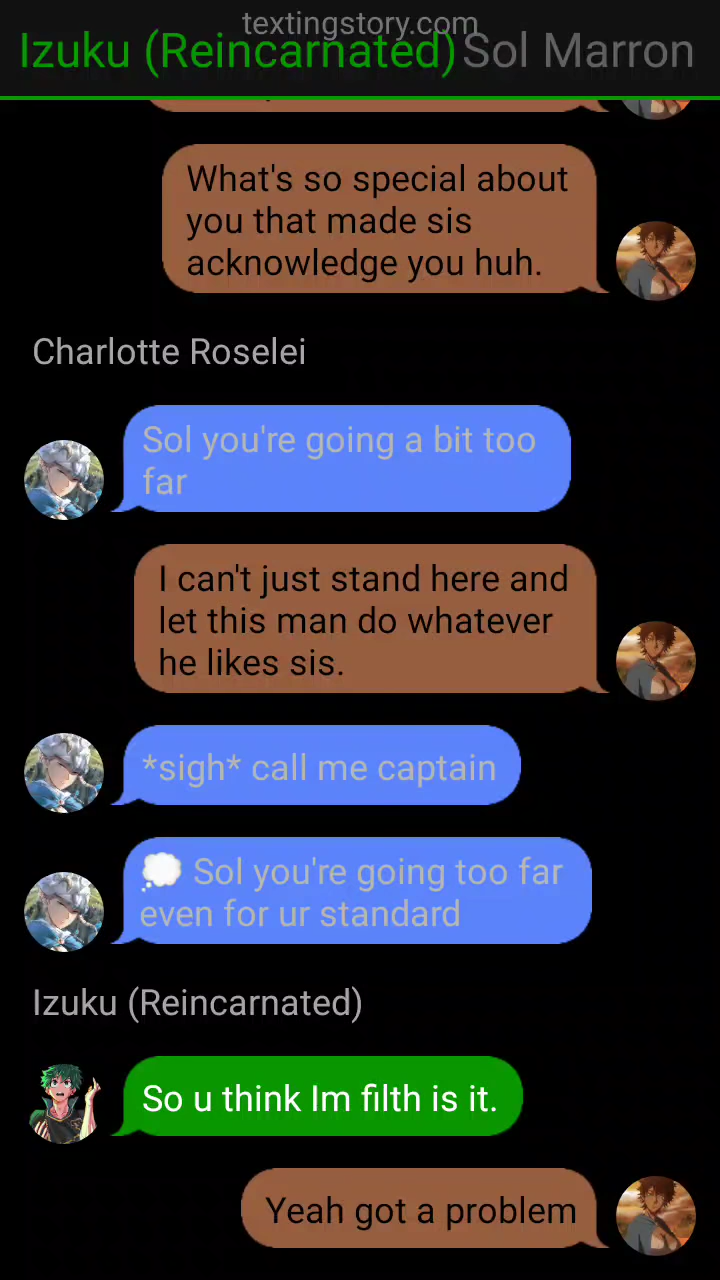 textingstory.com
Izuku (Reincarnated) Sol Marron
What's so special about
you that made sis
acknowledge you huh.
Charlotte Roselei
Sol you're going a bit too
far
I can't just stand here and
let this man do whatever
he likes sis.
*sigh* call me captain
💭 Sol you're going too far
even for ur standard
Izuku (Reincarnated)
So u think Im filth is it.
Yeah got a problem